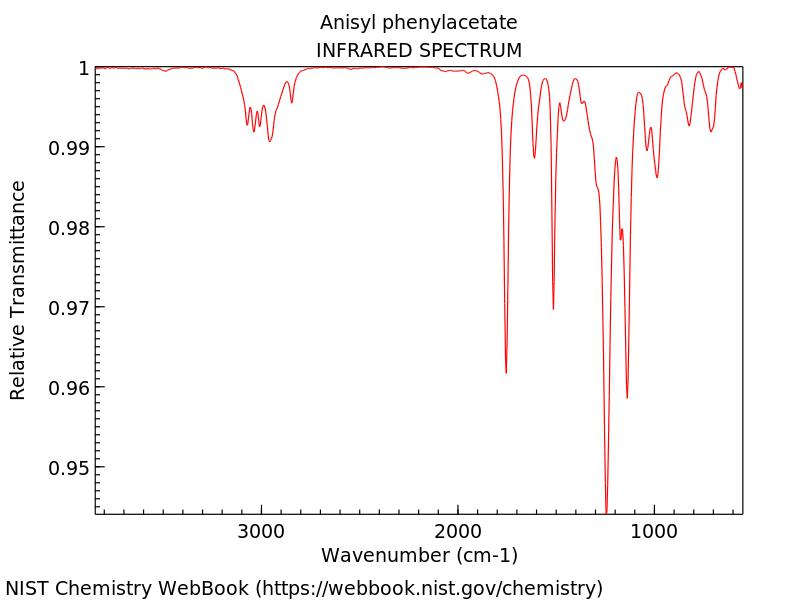 Anisyl phenylacetate
INFRARED SPECTRUM
1
0.99
0.98
0.97
0.96
0.95
Relative Transmittance
3000 2000 1000
Wavenumber (cm-1)
NIST Chemistry WebBook (https://webbook.nist.gov/chemistry)